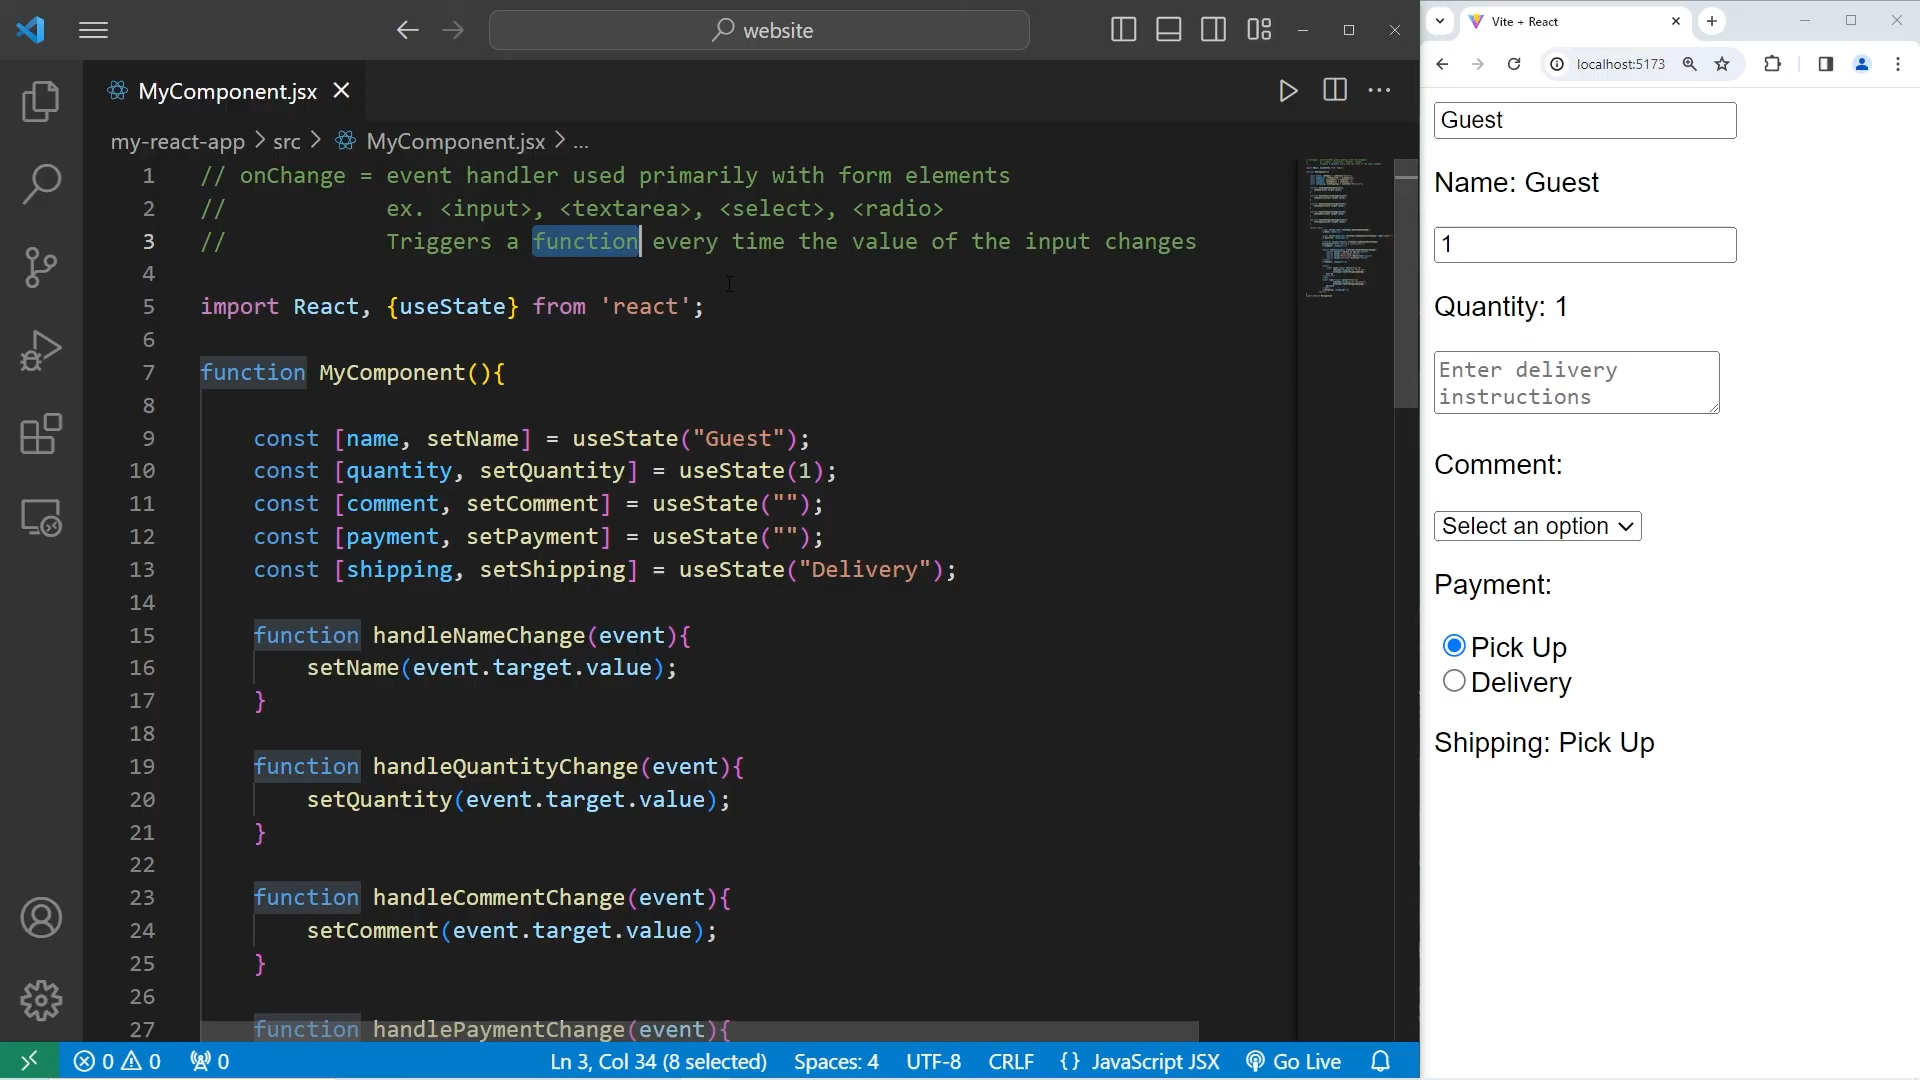 website
MyComponent.jsx
my-react-app > src > MyComponent.jsx > ...
1 // onChange = event handler used primarily with form elements
2 // ex. <input>, <textarea>, <select>, <radio>
3 // Triggers a function every time the value of the input changes
4
5 import React, {useState} from 'react';
6
7 function MyComponent(){
8
9 const [name, setName] = useState("Guest");
10 const [quantity, setQuantity] = useState(1);
11 const [comment, setComment] = useState("");
12 const [payment, setPayment] = useState("");
13 const [shipping, setShipping] = useState("Delivery");
14
15 function handleNameChange(event){
16 setName(event.target.value);
17 }
18
19 function handleQuantityChange(event){
20 setQuantity(event.target.value);
21 }
22
23 function handleCommentChange(event){
24 setComment(event.target.value);
25 }
26
27 function handlePaymentChange(event){
0 0 0
Ln 3, Col 34 (8 selected) Spaces: 4 UTF-8 CRLF {} JavaScript JSX Go Live
Vite + React
localhost:5173
Guest
Name: Guest
1
Quantity: 1
Enter delivery
instructions
Comment:
Select an option
Payment:
Pick Up
Delivery
Shipping: Pick Up